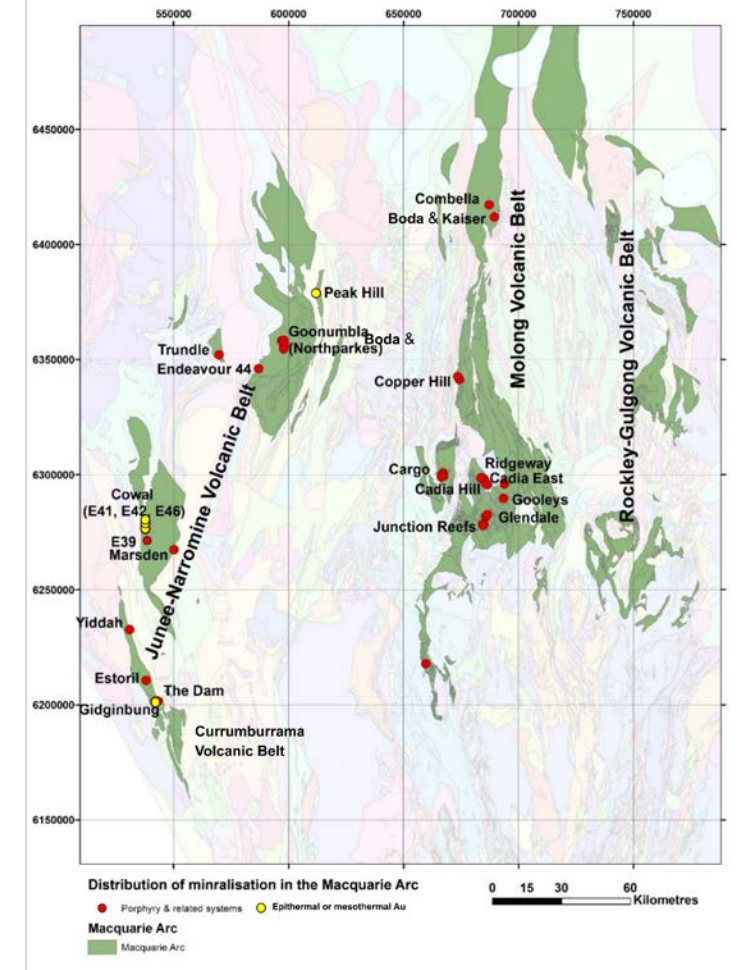 550000
600000
650000
700000
750000
6450000
6400000
6350000
6300000
6250000
6200000
6150000
Combella
Boda & Kaiser
Molong Volcanic Belt
Rockley-Gulgong Volcanic Belt
Peak Hill
Goonumbla
(Northparkes)
Boda &
Trundle
Endeavour 44
Copper Hill
Junee-Narromine Volcanic Belt
Cargo
Ridgeway
Cadia East
Cadia Hill
Gooleys
Glendale
Junction Reefs
Cowal
(E41, E42, E46)
E39
Marsden
Yiddah
Estoril
The Dam
Gidginbung
Currumburrama
Volcanic Belt
Distribution of minralisation in the Macquarie Arc
Porphyry & related systems
Epithermal or mesothermal Au
Macquarie Arc
Macquarie Arc
0 15 30 60
Kilometres